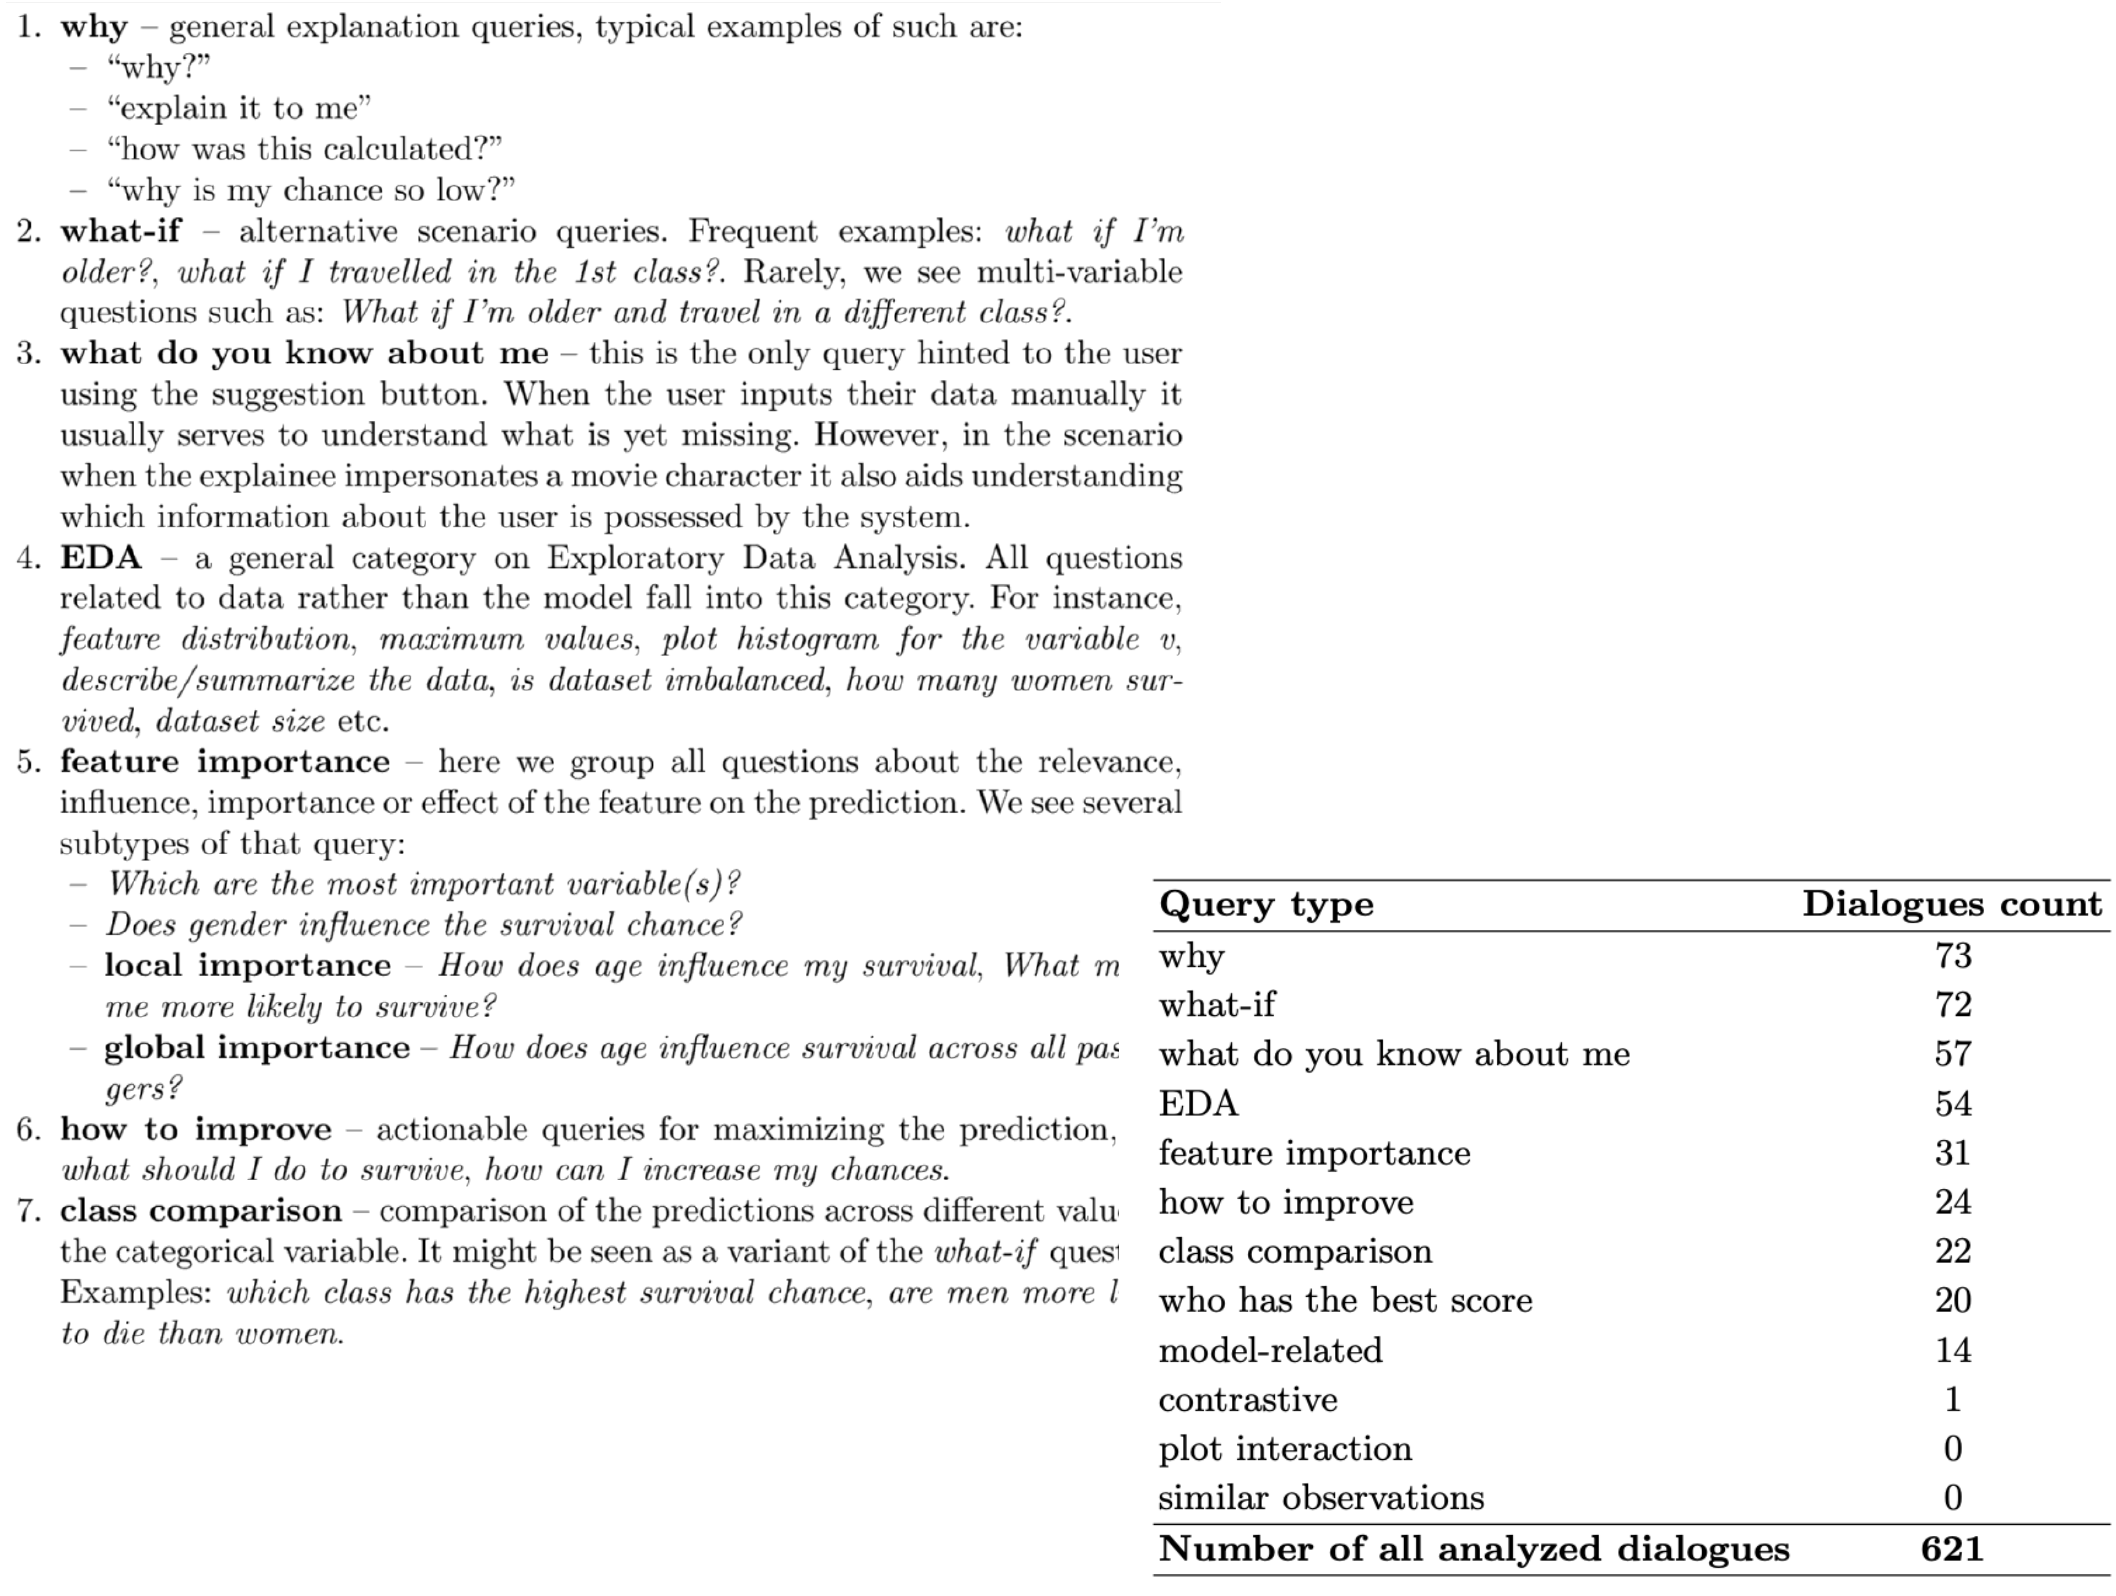 1. why – general explanation queries, typical examples of such are:
– “why?”
– “explain it to me”
– “how was this calculated?”
– “why is my chance so low?”
2. what-if – alternative scenario queries. Frequent examples: what if I’m
older?, what if I travelled in the 1st class?. Rarely, we see multi-variable
questions such as: What if I’m older and travel in a different class?.
3. what do you know about me – this is the only query hinted to the user
using the suggestion button. When the user inputs their data manually it
usually serves to understand what is yet missing. However, in the scenario
when the explainee impersonates a movie character it also aids understanding
which information about the user is possessed by the system.
4. EDA – a general category on Exploratory Data Analysis. All questions
related to data rather than the model fall into this category. For instance,
feature distribution, maximum values, plot histogram for the variable v,
describe/summarize the data, is dataset imbalanced, how many women sur-
vived, dataset size etc.
5. feature importance – here we group all questions about the relevance,
influence, importance or effect of the feature on the prediction. We see several
subtypes of that query:
– Which are the most important variable(s)?
– Does gender influence the survival chance?
– local importance – How does age influence my survival, What m
me more likely to survive?
– global importance – How does age influence survival across all pas
gers?
6. how to improve – actionable queries for maximizing the prediction,
what should I do to survive, how can I increase my chances.
7. class comparison – comparison of the predictions across different valu
the categorical variable. It might be seen as a variant of the what-if quest
Examples: which class has the highest survival chance, are men more l
to die than women.
Query type Dialogues count
why 73
what-if 72
what do you know about me 57
EDA 54
feature importance 31
how to improve 24
class comparison 22
who has the best score 20
model-related 14
contrastive 1
plot interaction 0
similar observations 0
Number of all analyzed dialogues 621